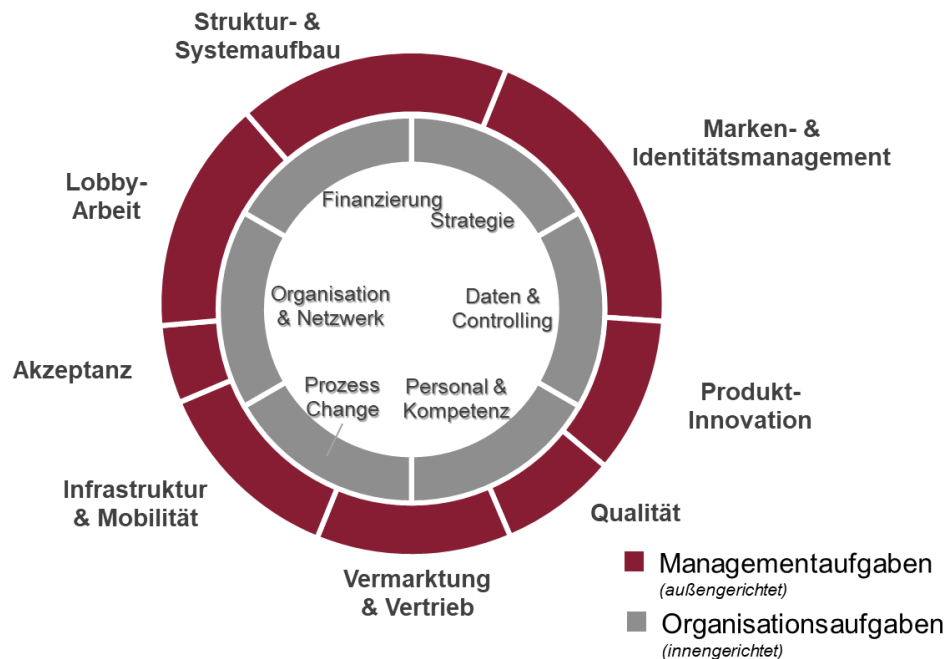 Struktur- &
Systemaufbau
Marken- &
Identitätsmanagement
Lobby-
Arbeit
Finanzierung
Strategie
Organisation
& Netzwerk
Daten &
Controlling
Akzeptanz
Prozess
Change
Personal &
Kompetenz
Produkt-
Innovation
Infrastruktur
& Mobilität
Qualität
Vermarktung
& Vertrieb
Managementaufgaben
(außengerichtet)
Organisationsaufgaben
(innengerichtet)